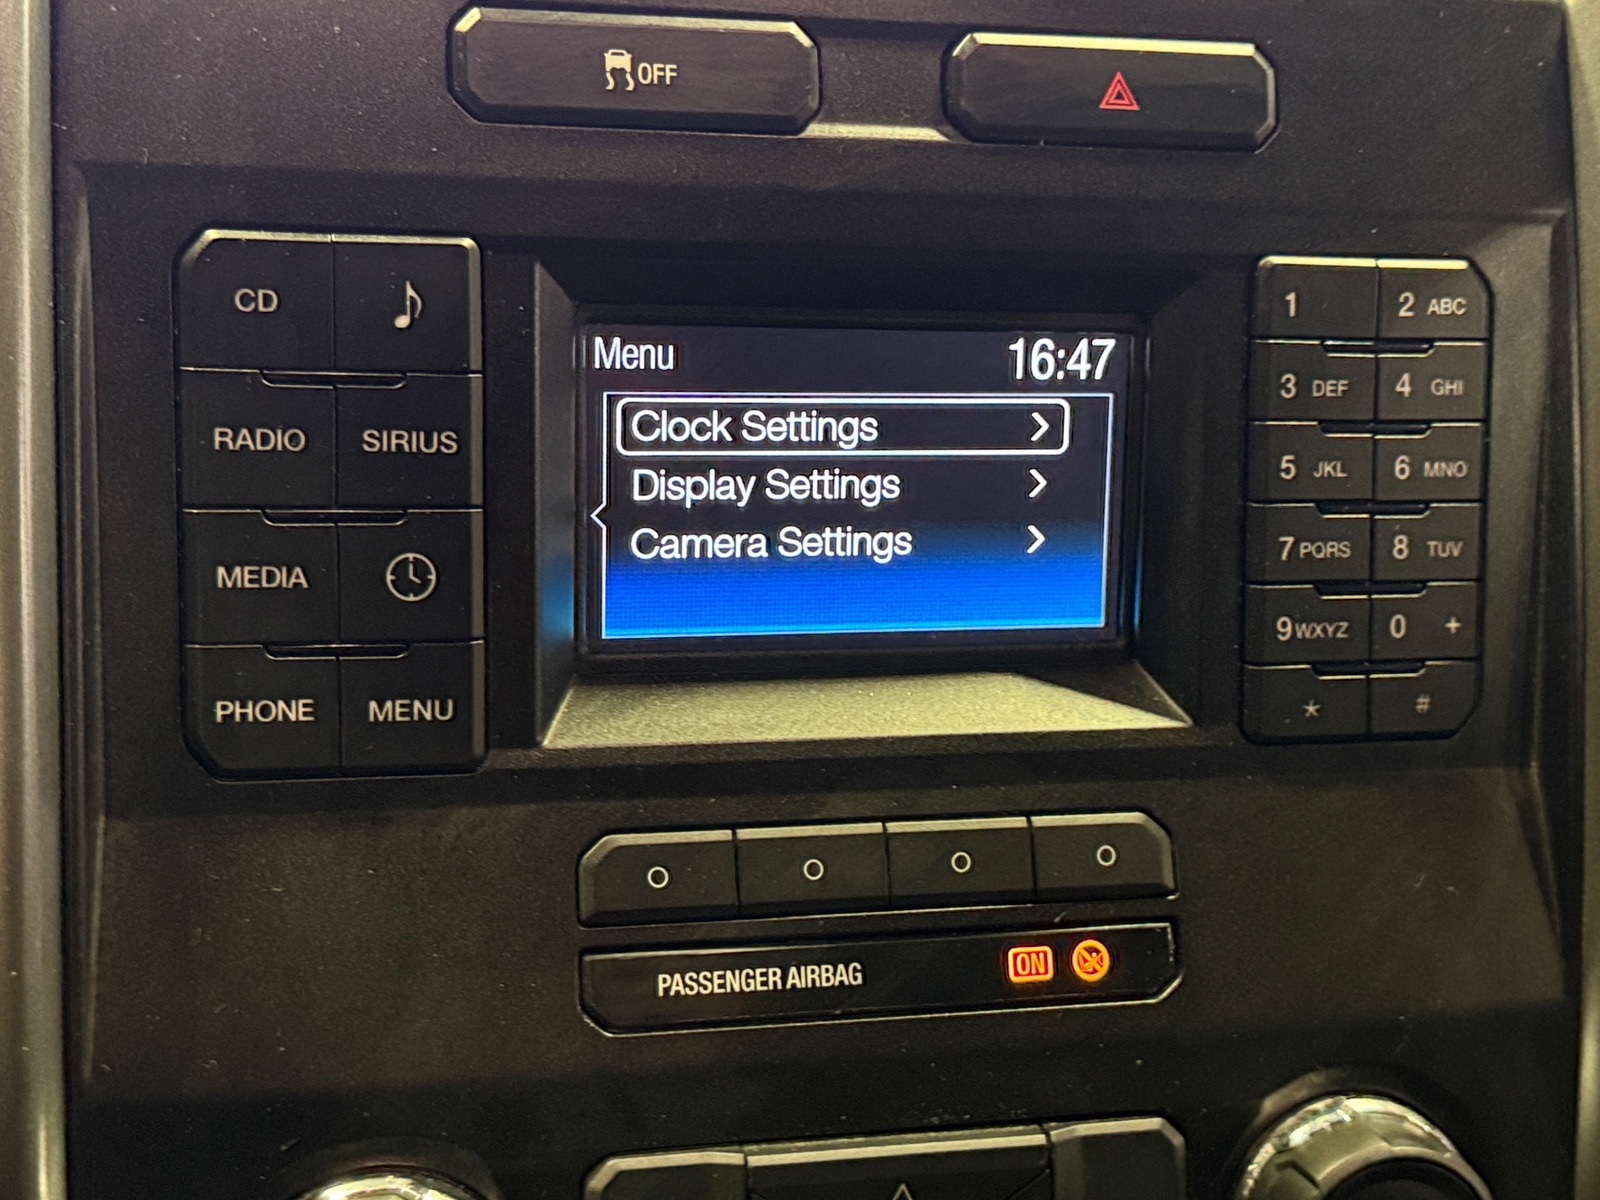 OFF
CD
RADIO SIRIUS
MEDIA
PHONE MENU
Menu 16:47
Clock Settings >
Display Settings >
Camera Settings >
1 2 ABC
3 DEF 4 GHI
5 JKL 6 MNO
7 PQRS 8 TUV
9 WXYZ 0 +
* #
PASSENGER AIRBAG ON